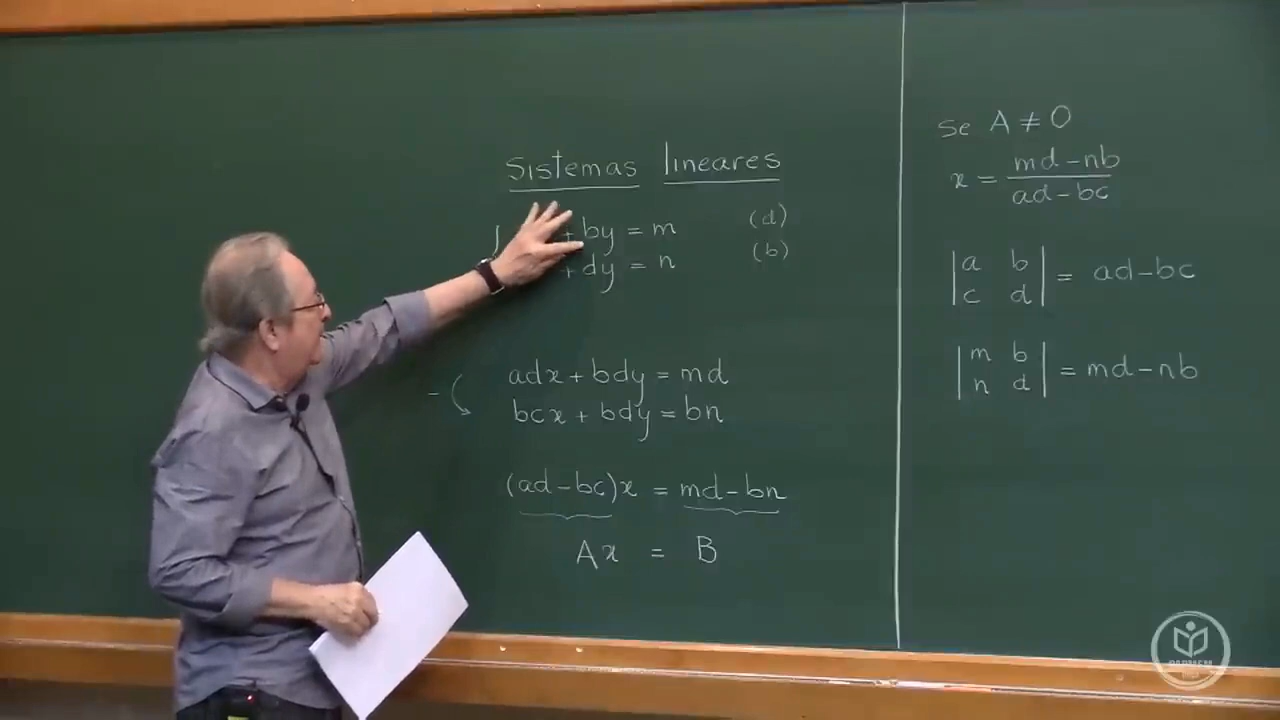 Sistemas lineares
+ by = m (d)
+ dy = n (b)
adx + bdy = md
bcx + bdy = bn
(ad - bc)x = md - bn
Ax = B
Se A ≠ 0
x = md - nb / ad - bc
|a b| = ad - bc
|c d|
|m b| = md - nb
|n d|